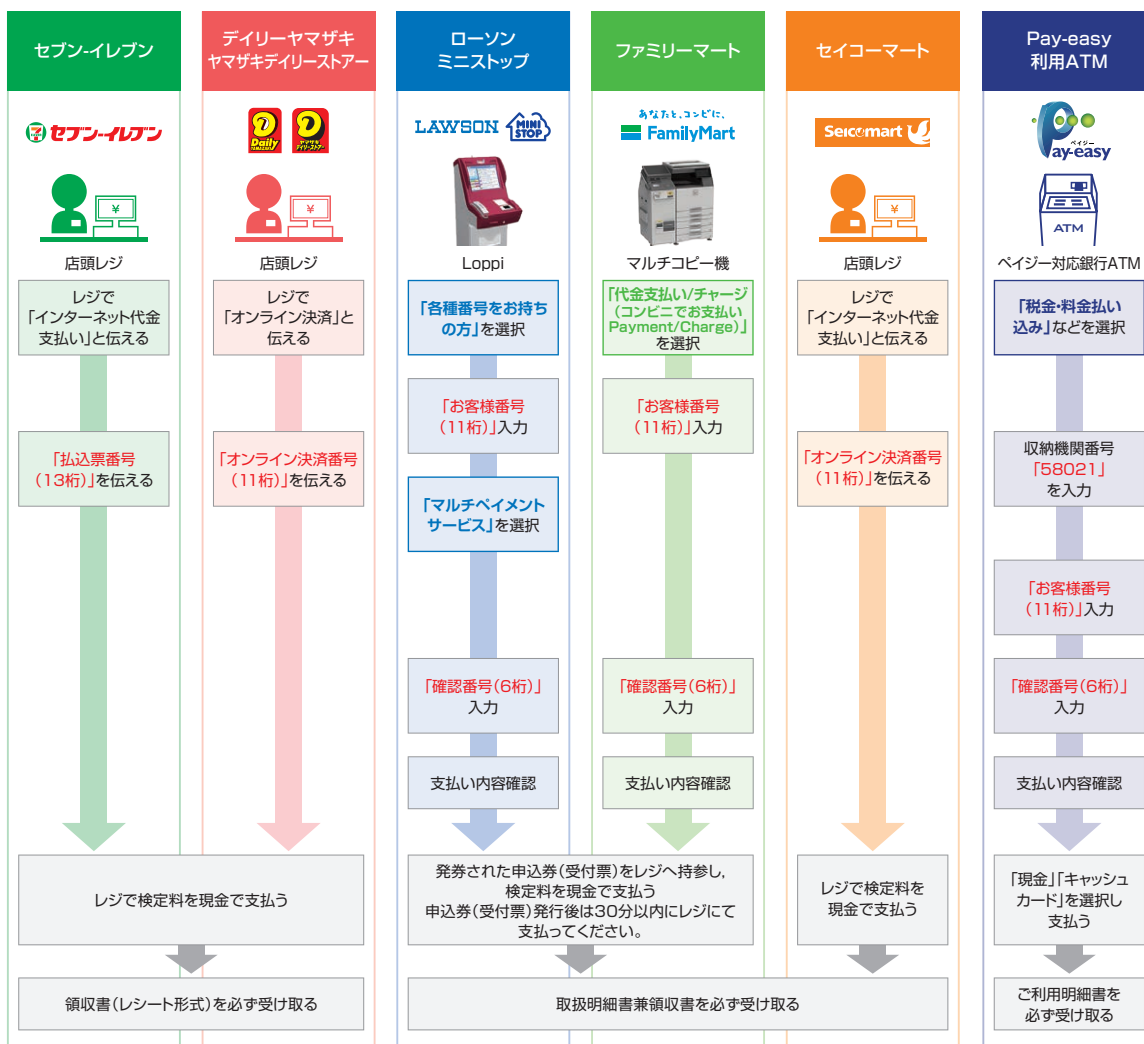 セブン-イレブン
デイリーヤマザキ
ヤマザキデイリーストアー
ローソン
ミニストップ
ファミリーマート
セイコーマート
Pay-easy
利用ATM
セブン-イレブン
Daily
YAMAZAKI
ヤマザキ
デイリーストアー
LAWSON
MINI
STOP
あなたと、コンビに、
FamilyMart
Seicomart
ペイジー
Pay-easy
¥
¥
¥
ATM
店頭レジ
店頭レジ
Loppi
マルチコピー機
店頭レジ
ペイジー対応銀行ATM
レジで
「インターネット代金
支払い」と伝える
レジで
「オンライン決済」と
伝える
「各種番号をお持ち
の方」を選択
「代金支払い/チャージ
(コンビニでお支払い
Payment/Charge)」
を選択
レジで
「インターネット代金
支払い」と伝える
「税金・料金払い
込み」などを選択
「お客様番号
(11桁)」入力
「お客様番号
(11桁)」入力
「払込票番号
(13桁)」を伝える
「オンライン決済番号
(11桁)」を伝える
「オンライン決済番号
(11桁)」を伝える
収納機関番号
「58021」
を入力
「マルチペイメント
サービス」を選択
「お客様番号
(11桁)」入力
「確認番号(6桁)」
入力
「確認番号(6桁)」
入力
「確認番号(6桁)」
入力
支払い内容確認
支払い内容確認
支払い内容確認
レジで検定料を現金で支払う
発券された申込券(受付票)をレジへ持参し,
検定料を現金で支払う
申込券(受付票)発行後は30分以内にレジにて
支払ってください。
レジで検定料を
現金で支払う
「現金」「キャッシュ
カード」を選択し
支払う
領収書(レシート形式)を必ず受け取る
取扱明細書兼領収書を必ず受け取る
ご利用明細書を
必ず受け取る